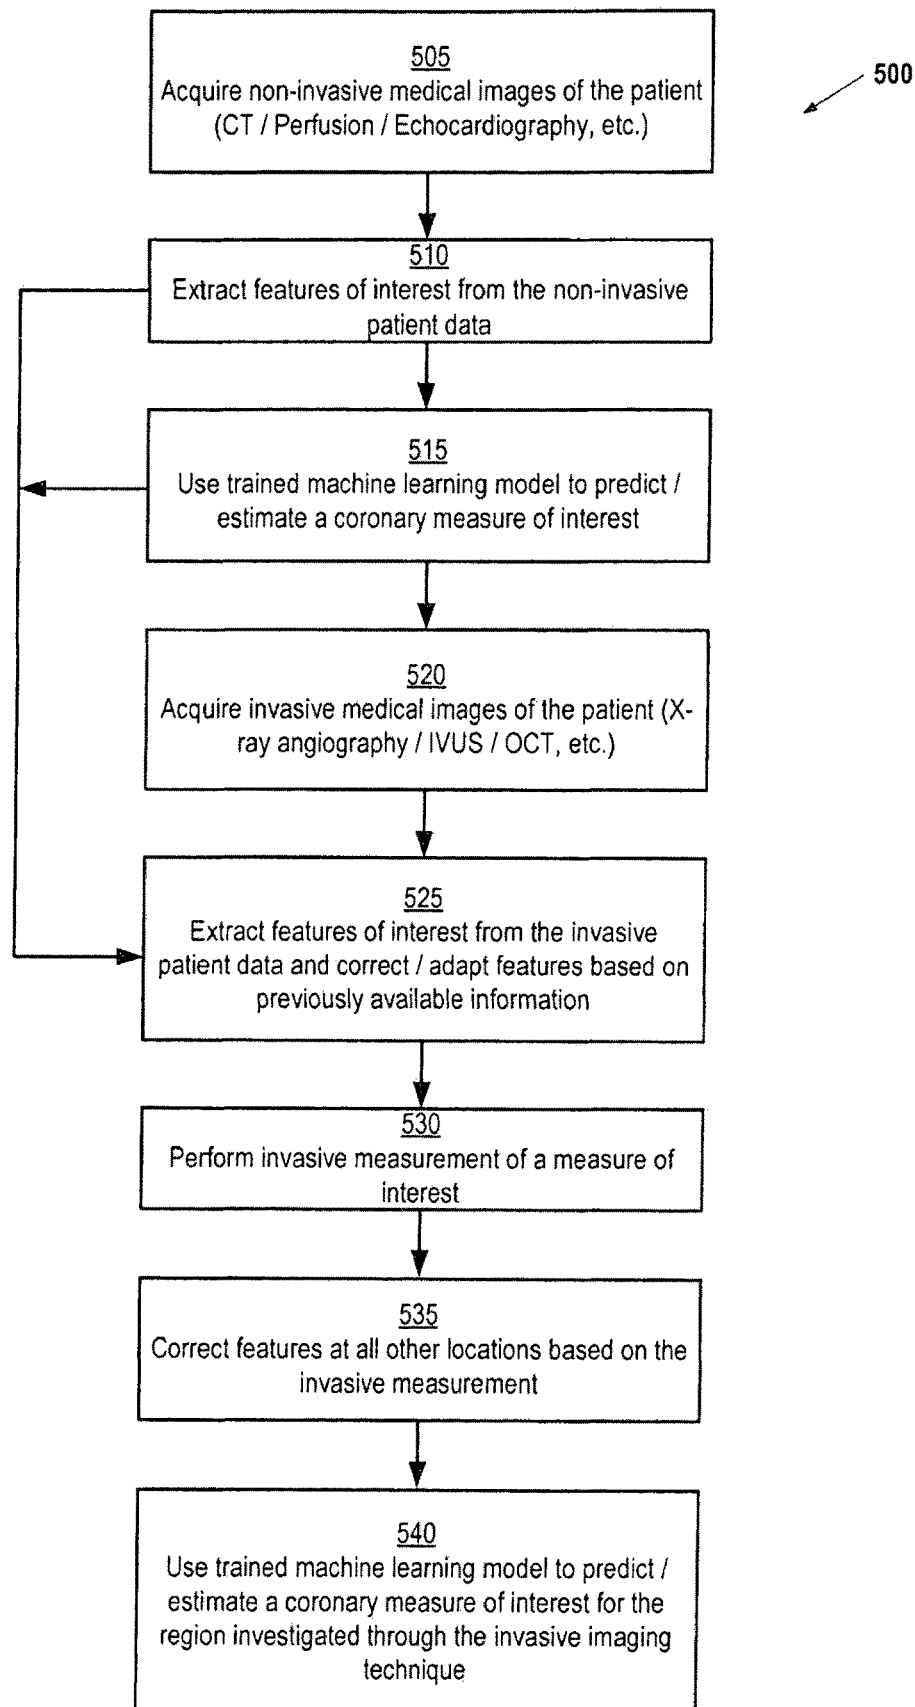 505
Acquire non-invasive medical images of the patient
(CT / Perfusion / Echocardiography, etc.)
500
510
Extract features of interest from the non-invasive
patient data
515
Use trained machine learning model to predict /
estimate a coronary measure of interest
520
Acquire invasive medical images of the patient (X-
ray angiography / IVUS / OCT, etc.)
525
Extract features of interest from the invasive
patient data and correct / adapt features based on
previously available information
530
Perform invasive measurement of a measure of
interest
535
Correct features at all other locations based on the
invasive measurement
540
Use trained machine learning model to predict /
estimate a coronary measure of interest for the
region investigated through the invasive imaging
technique